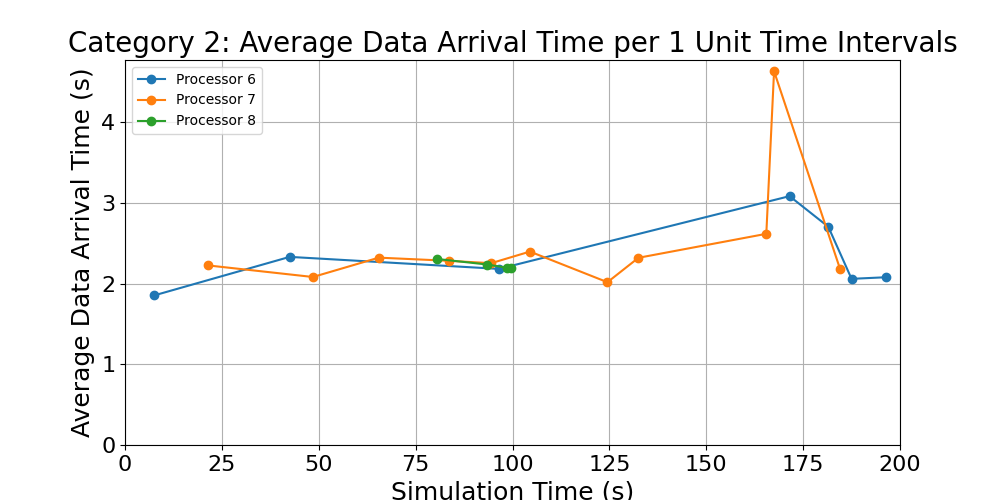 Category 2: Average Data Arrival Time per 1 Unit Time Intervals
Average Data Arrival Time (s)
Processor 6
Processor 7
Processor 8
4
3
2
1
0
0 25 50 75 100 125 150 175 200
Simulation Time (s)